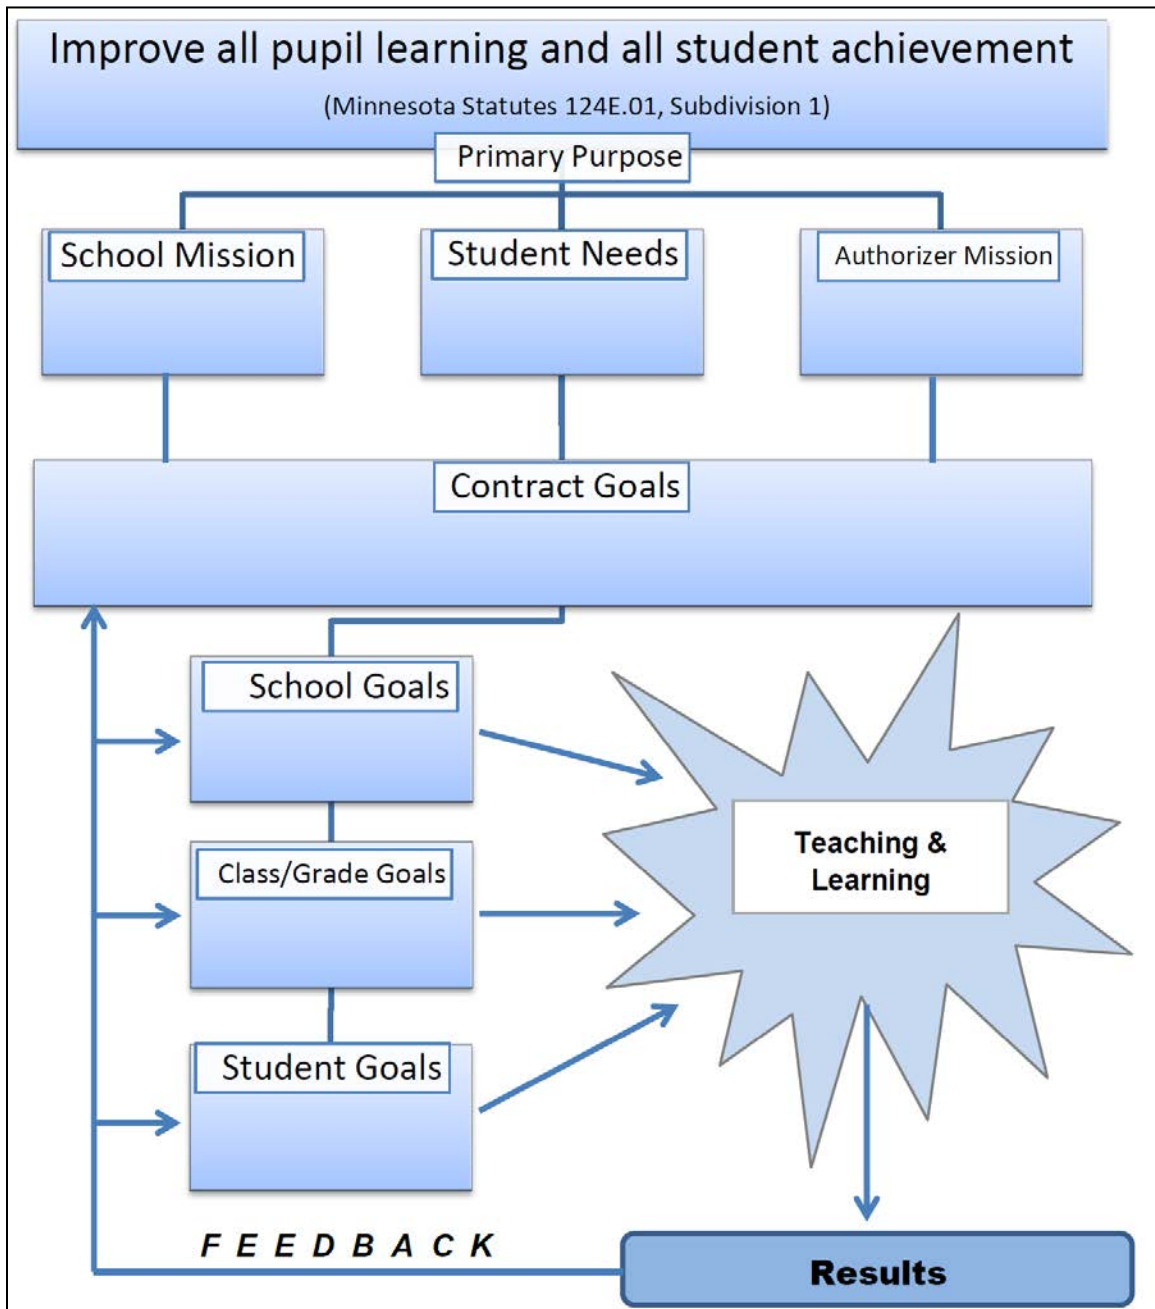 Improve all pupil learning and all student achievement
(Minnesota Statutes 124E.01, Subdivision 1)
Primary Purpose
School Mission
Student Needs
Authorizer Mission
Contract Goals
School Goals
Teaching &
Learning
Class/Grade Goals
Student Goals
F E E D B A C K
Results